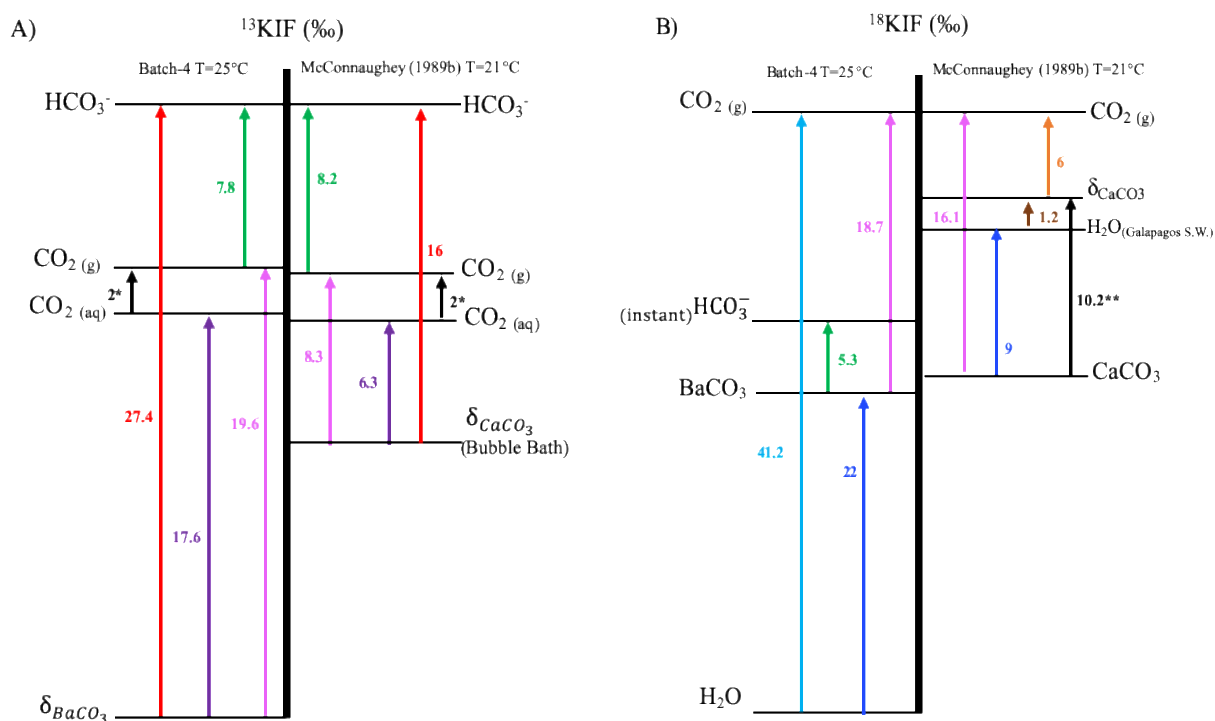 A)
¹³KIF (‰)
Batch-4 T=25°C
McConnaughey (1989b) T=21°C
HCO₃⁻
HCO₃⁻
7.8
8.2
16
CO₂ (g)
CO₂ (g)
2*
2*
CO₂ (aq)
CO₂ (aq)
8.3
6.3
27.4
19.6
δCaCO₃
(Bubble Bath)
17.6
δBaCO₃
B)
¹⁸KIF (‰)
Batch-4 T=25°C
McConnaughey (1989b) T=21°C
CO₂ (g)
CO₂ (g)
6
δCaCO3
18.7
16.1
1.2
H₂O(Galapagos S.W.)
(instant)HCO₃⁻
10.2**
5.3
9
BaCO₃
CaCO₃
41.2
22
H₂O